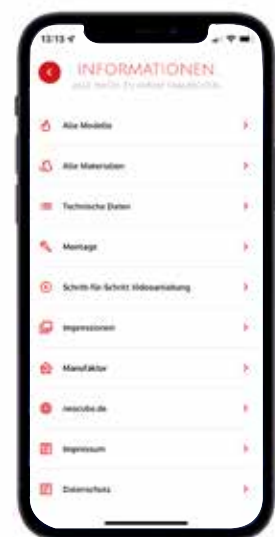 13:13
INFORMATIONEN
Alle Modelle
Alle Materialien
Technische Daten
Montage
Schritt-für-Schritt Videoanleitung
Impressionen
Manufaktur
neocubo.de
Impressum
Datenschutz